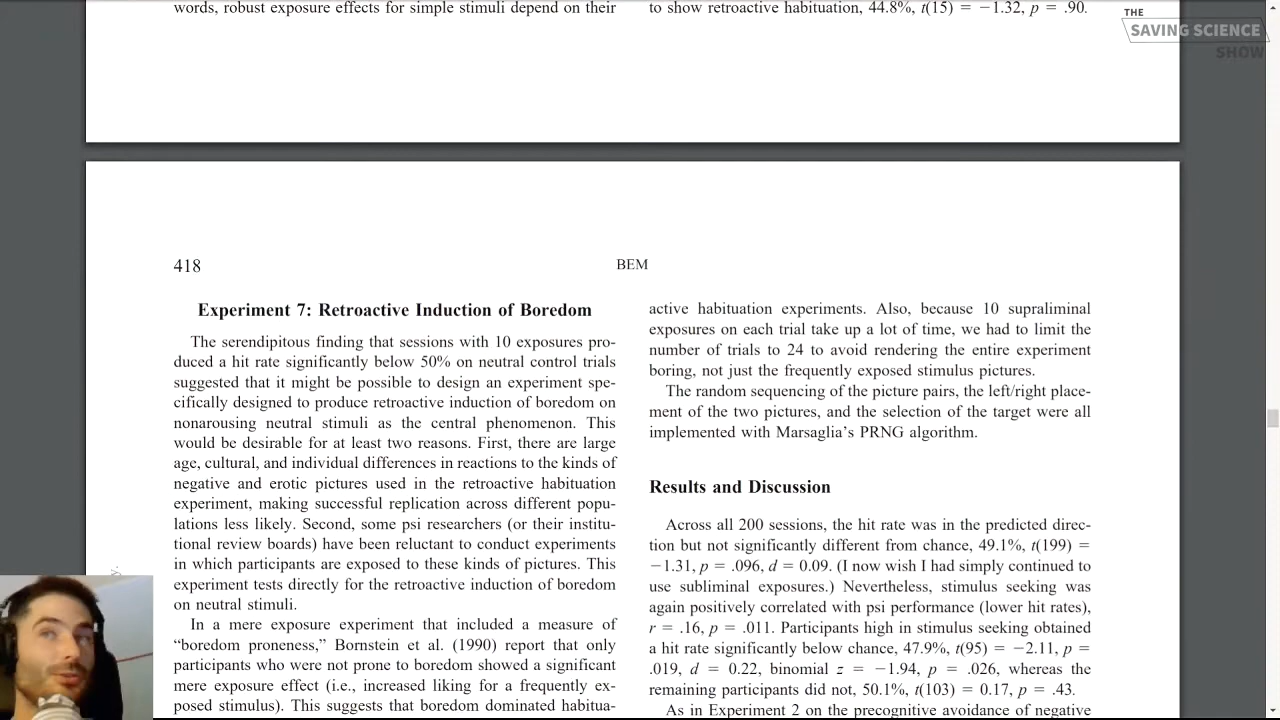 words, robust exposure effects for simple stimuli depend on their
to show retroactive habituation, 44.8%, t(15) = −1.32, p = .90.
THE
SAVING SCIENCE
SHOW
418
BEM
Experiment 7: Retroactive Induction of Boredom
The serendipitous finding that sessions with 10 exposures pro-
duced a hit rate significantly below 50% on neutral control trials
suggested that it might be possible to design an experiment spe-
cifically designed to produce retroactive induction of boredom on
nonarousing neutral stimuli as the central phenomenon. This
would be desirable for at least two reasons. First, there are large
age, cultural, and individual differences in reactions to the kinds of
negative and erotic pictures used in the retroactive habituation
experiment, making successful replication across different popu-
lations less likely. Second, some psi researchers (or their institu-
tional review boards) have been reluctant to conduct experiments
in which participants are exposed to these kinds of pictures. This
experiment tests directly for the retroactive induction of boredom
on neutral stimuli.
In a mere exposure experiment that included a measure of
“boredom proneness,” Bornstein et al. (1990) report that only
participants who were not prone to boredom showed a significant
mere exposure effect (i.e., increased liking for a frequently ex-
posed stimulus). This suggests that boredom dominated habitua-
active habituation experiments. Also, because 10 supraliminal
exposures on each trial take up a lot of time, we had to limit the
number of trials to 24 to avoid rendering the entire experiment
boring, not just the frequently exposed stimulus pictures.
The random sequencing of the picture pairs, the left/right place-
ment of the two pictures, and the selection of the target were all
implemented with Marsaglia’s PRNG algorithm.
Results and Discussion
Across all 200 sessions, the hit rate was in the predicted direc-
tion but not significantly different from chance, 49.1%, t(199) =
−1.31, p = .096, d = 0.09. (I now wish I had simply continued to
use subliminal exposures.) Nevertheless, stimulus seeking was
again positively correlated with psi performance (lower hit rates),
r = .16, p = .011. Participants high in stimulus seeking obtained
a hit rate significantly below chance, 47.9%, t(95) = −2.11, p =
.019, d = 0.22, binomial z = −1.94, p = .026, whereas the
remaining participants did not, 50.1%, t(103) = 0.17, p = .43.
As in Experiment 2 on the precognitive avoidance of negative